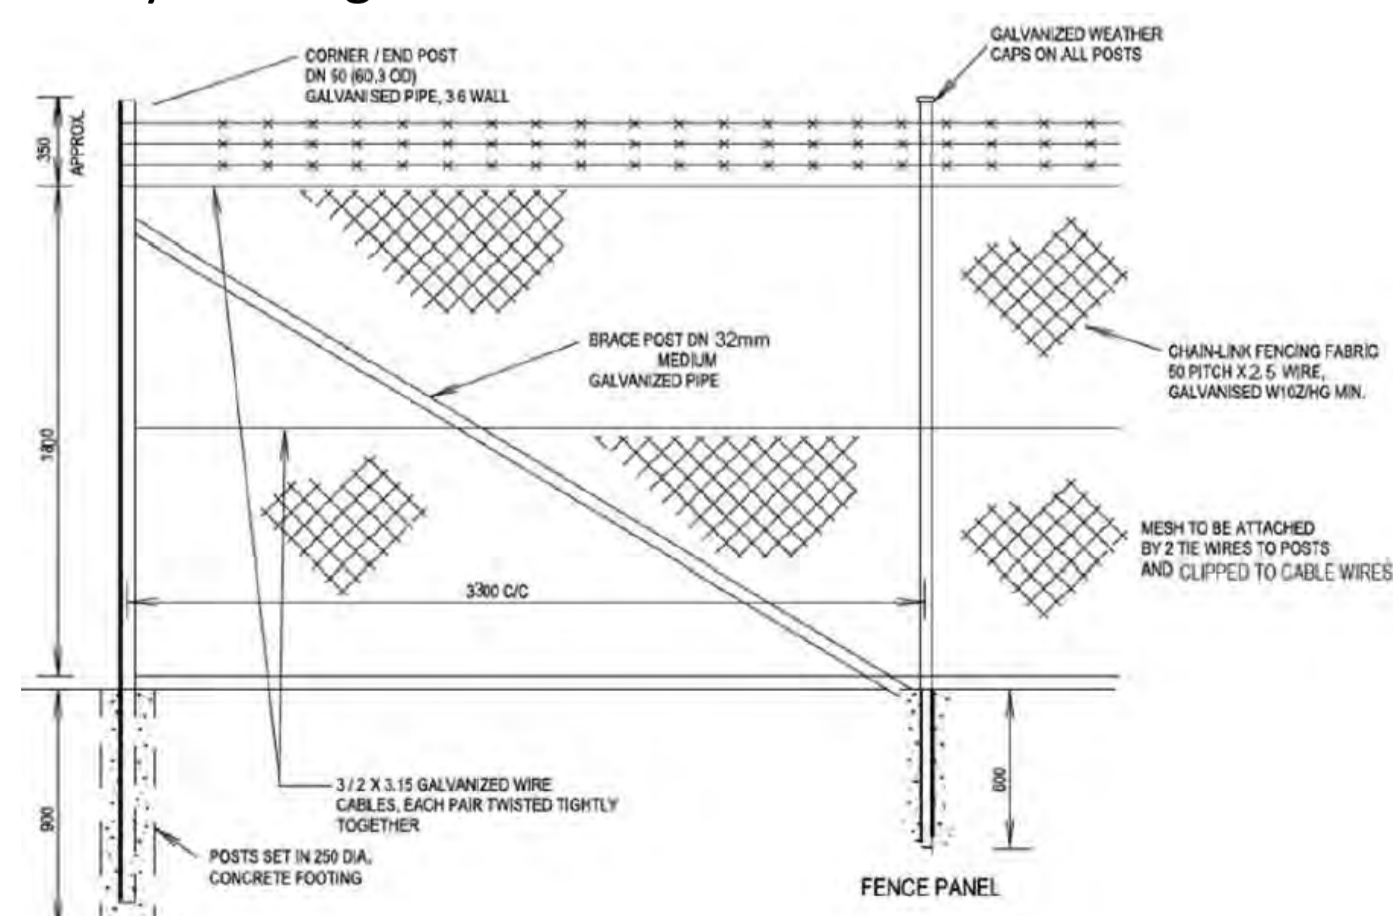 CORNER / END POST
DN 50 (60.3 OD)
GALVANISED PIPE, 3.6 WALL
GALVANIZED WEATHER
CAPS ON ALL POSTS
350
APPROX.
BRACE POST DN 32mm
MEDIUM
GALVANIZED PIPE
CHAIN-LINK FENCING FABRIC
50 PITCH X 2.5 WIRE,
GALVANISED W10Z/HG MIN.
1800
MESH TO BE ATTACHED
BY 2 TIE WIRES TO POSTS
AND CLIPPED TO CABLE WIRES
3300 C/C
3 / 2 X 3.15 GALVANIZED WIRE
CABLES, EACH PAIR TWISTED TIGHTLY
TOGETHER
600
900
POSTS SET IN 250 DIA.
CONCRETE FOOTING
FENCE PANEL